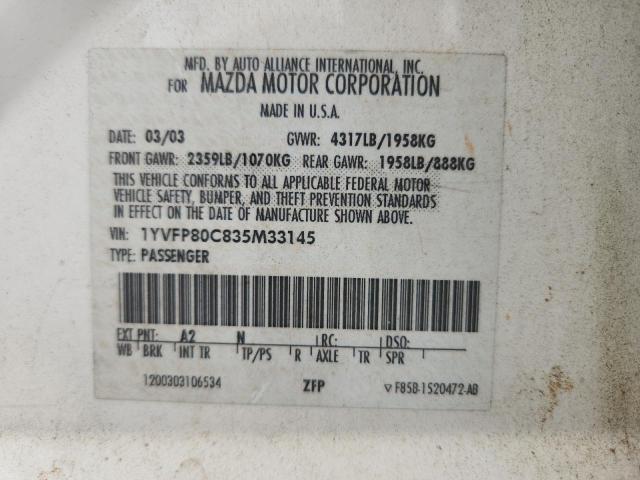 MFD. BY AUTO ALLIANCE INTERNATIONAL, INC.
FOR MAZDA MOTOR CORPORATION
MADE IN U.S.A.
DATE: 03/03 GVWR: 4317LB/1958KG
FRONT GAWR: 2359LB/1070KG REAR GAWR: 1958LB/888KG
THIS VEHICLE CONFORMS TO ALL APPLICABLE FEDERAL MOTOR
VEHICLE SAFETY, BUMPER, AND THEFT PREVENTION STANDARDS
IN EFFECT ON THE DATE OF MANUFACTURE SHOWN ABOVE.
VIN: 1YVFP80C835M33145
TYPE: PASSENGER
EXT PNT: A2 N RC: DSO:
WB BRK INT TR TP/PS R AXLE TR SPR
1200303106534 ZFP F85B-1520472-AB